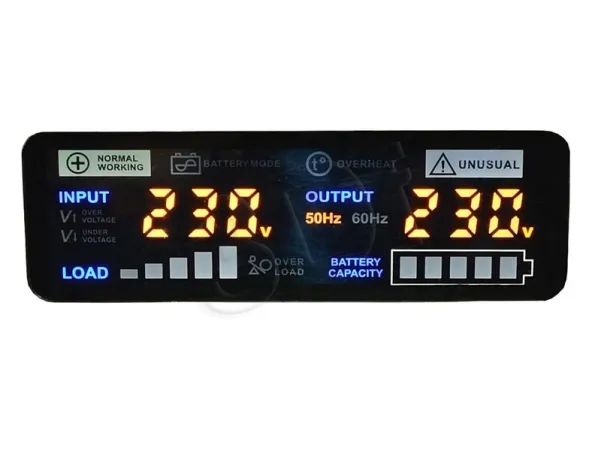 NORMAL WORKING
BATTERY MODE
t° OVERHEAT
UNUSUAL
INPUT 230V
OUTPUT 230V
50Hz 60Hz
V↑ OVER VOLTAGE
V↓ UNDER VOLTAGE
LOAD
OVER LOAD
BATTERY CAPACITY